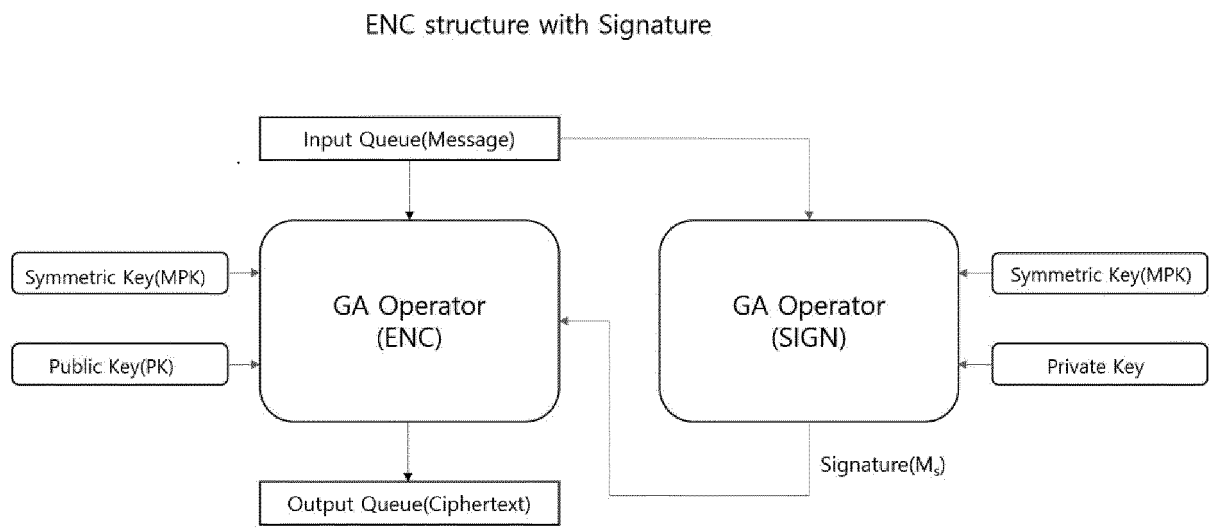 ENC structure with Signature
Input Queue(Message)
Symmetric Key(MPK)
Public Key(PK)
GA Operator
(ENC)
GA Operator
(SIGN)
Symmetric Key(MPK)
Private Key
Signature(Mₛ)
Output Queue(Ciphertext)